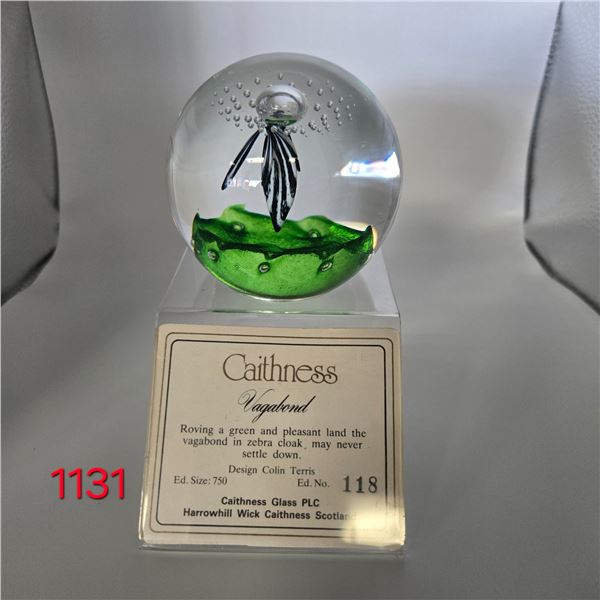 Caithness
Vagabond
Roving a green and pleasant land the
vagabond in zebra cloak, may never
settle down.
Design Colin Terris
Ed. Size: 750 Ed. No. 118
Caithness Glass PLC
Harrowhill Wick Caithness Scotland
1131